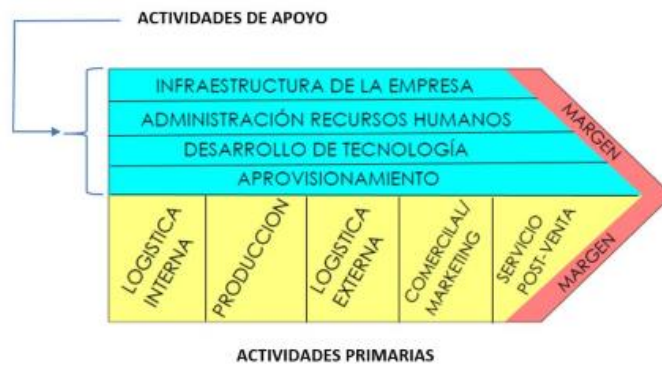 ACTIVIDADES DE APOYO
INFRAESTRUCTURA DE LA EMPRESA
ADMINISTRACIÓN RECURSOS HUMANOS
DESARROLLO DE TECNOLOGÍA
APROVISIONAMIENTO
MARGEN
LOGISTICA
INTERNA
PRODUCCION
LOGISTICA
EXTERNA
COMERCILAL/
MARKETING
SERVICIO
POST-VENTA
MARGEN
ACTIVIDADES PRIMARIAS